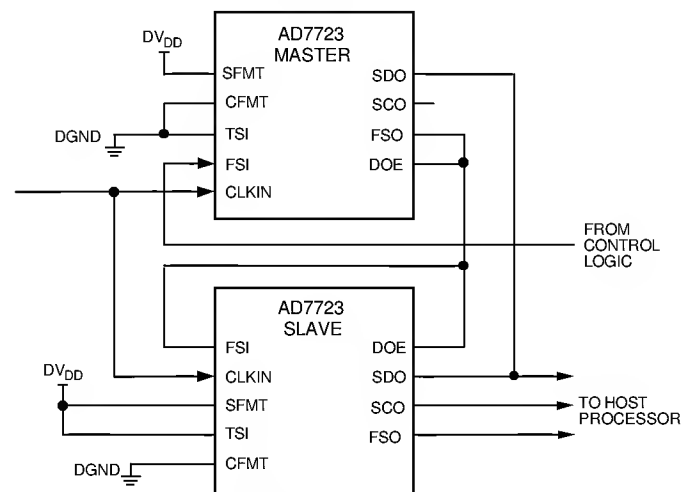 AD7723
MASTER
DVDD
SFMT
CFMT
TSI
DGND
FSI
CLKIN
SDO
SCO
FSO
DOE
FROM
CONTROL
LOGIC
AD7723
SLAVE
FSI
CLKIN
DVDD
SFMT
TSI
DGND
CFMT
DOE
SDO
SCO
FSO
TO HOST
PROCESSOR